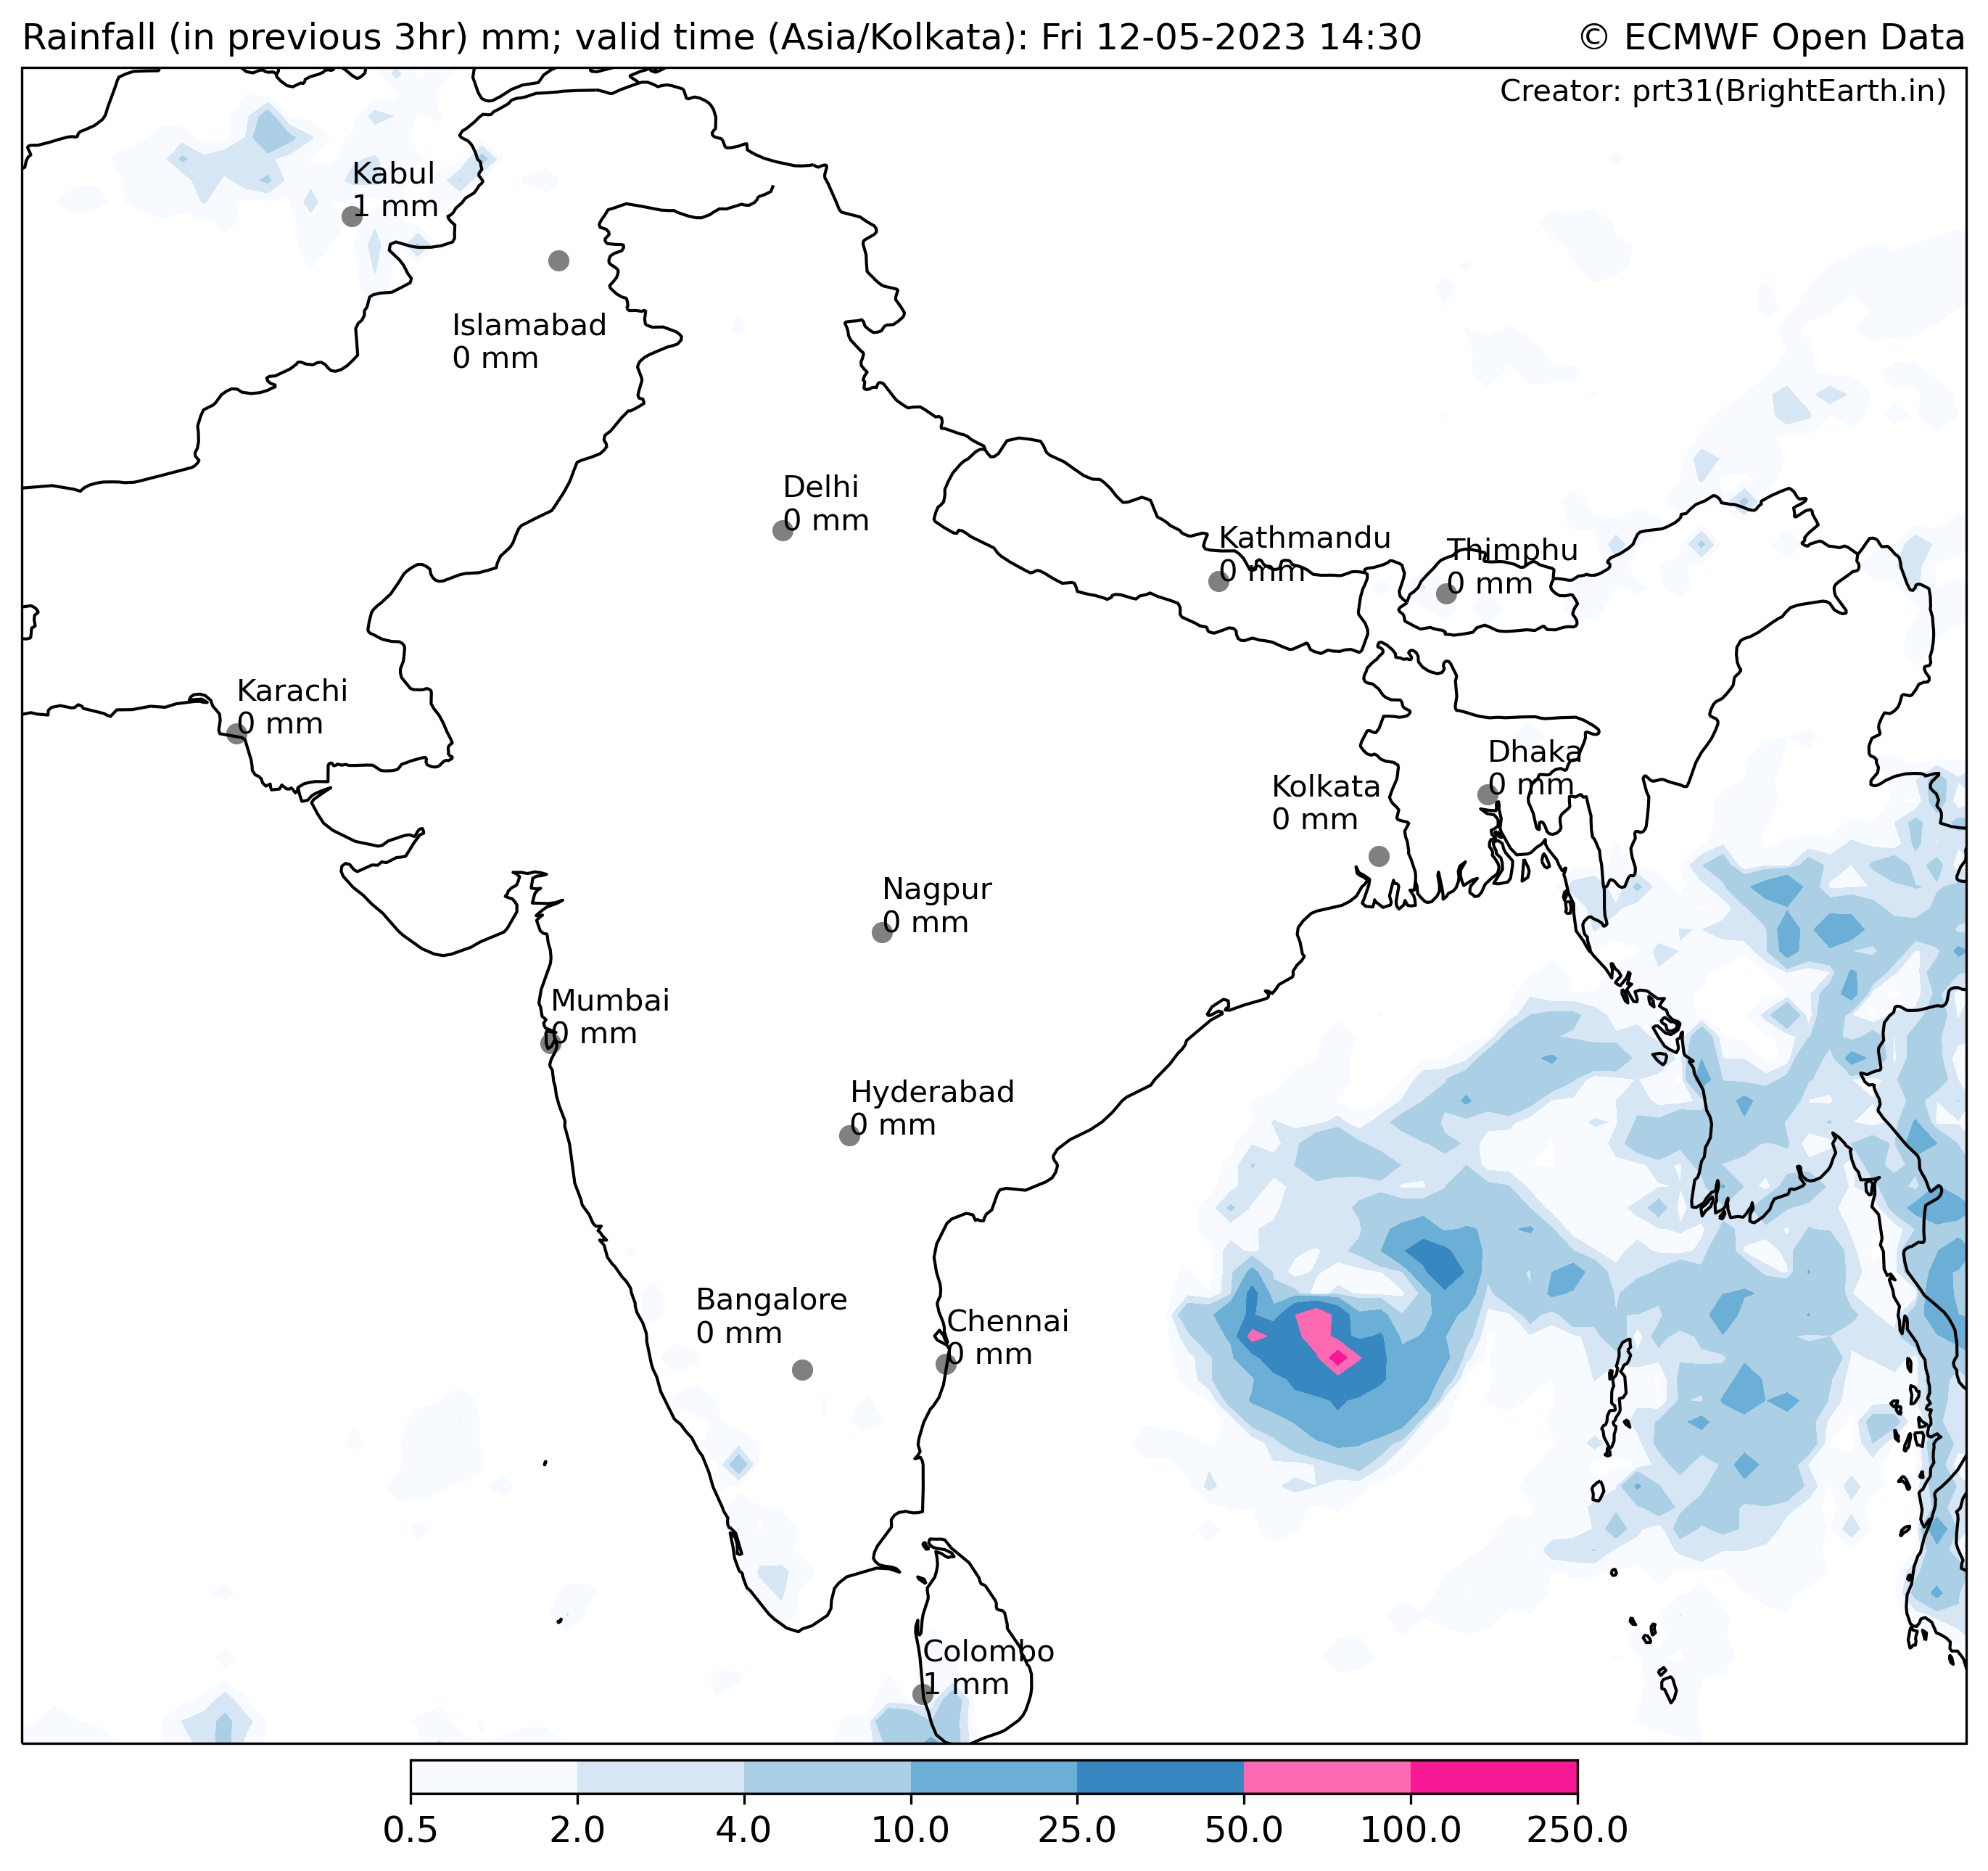 Rainfall (in previous 3hr) mm; valid time (Asia/Kolkata): Fri 12-05-2023 14:30
© ECMWF Open Data
Creator: prt31(BrightEarth.in)
Kabul
1 mm
Islamabad
0 mm
Delhi
0 mm
Kathmandu
0 mm
Thimphu
0 mm
Karachi
0 mm
Dhaka
0 mm
Kolkata
0 mm
Nagpur
0 mm
Mumbai
0 mm
Hyderabad
0 mm
Bangalore
0 mm
Chennai
0 mm
Colombo
1 mm
0.5 2.0 4.0 10.0 25.0 50.0 100.0 250.0